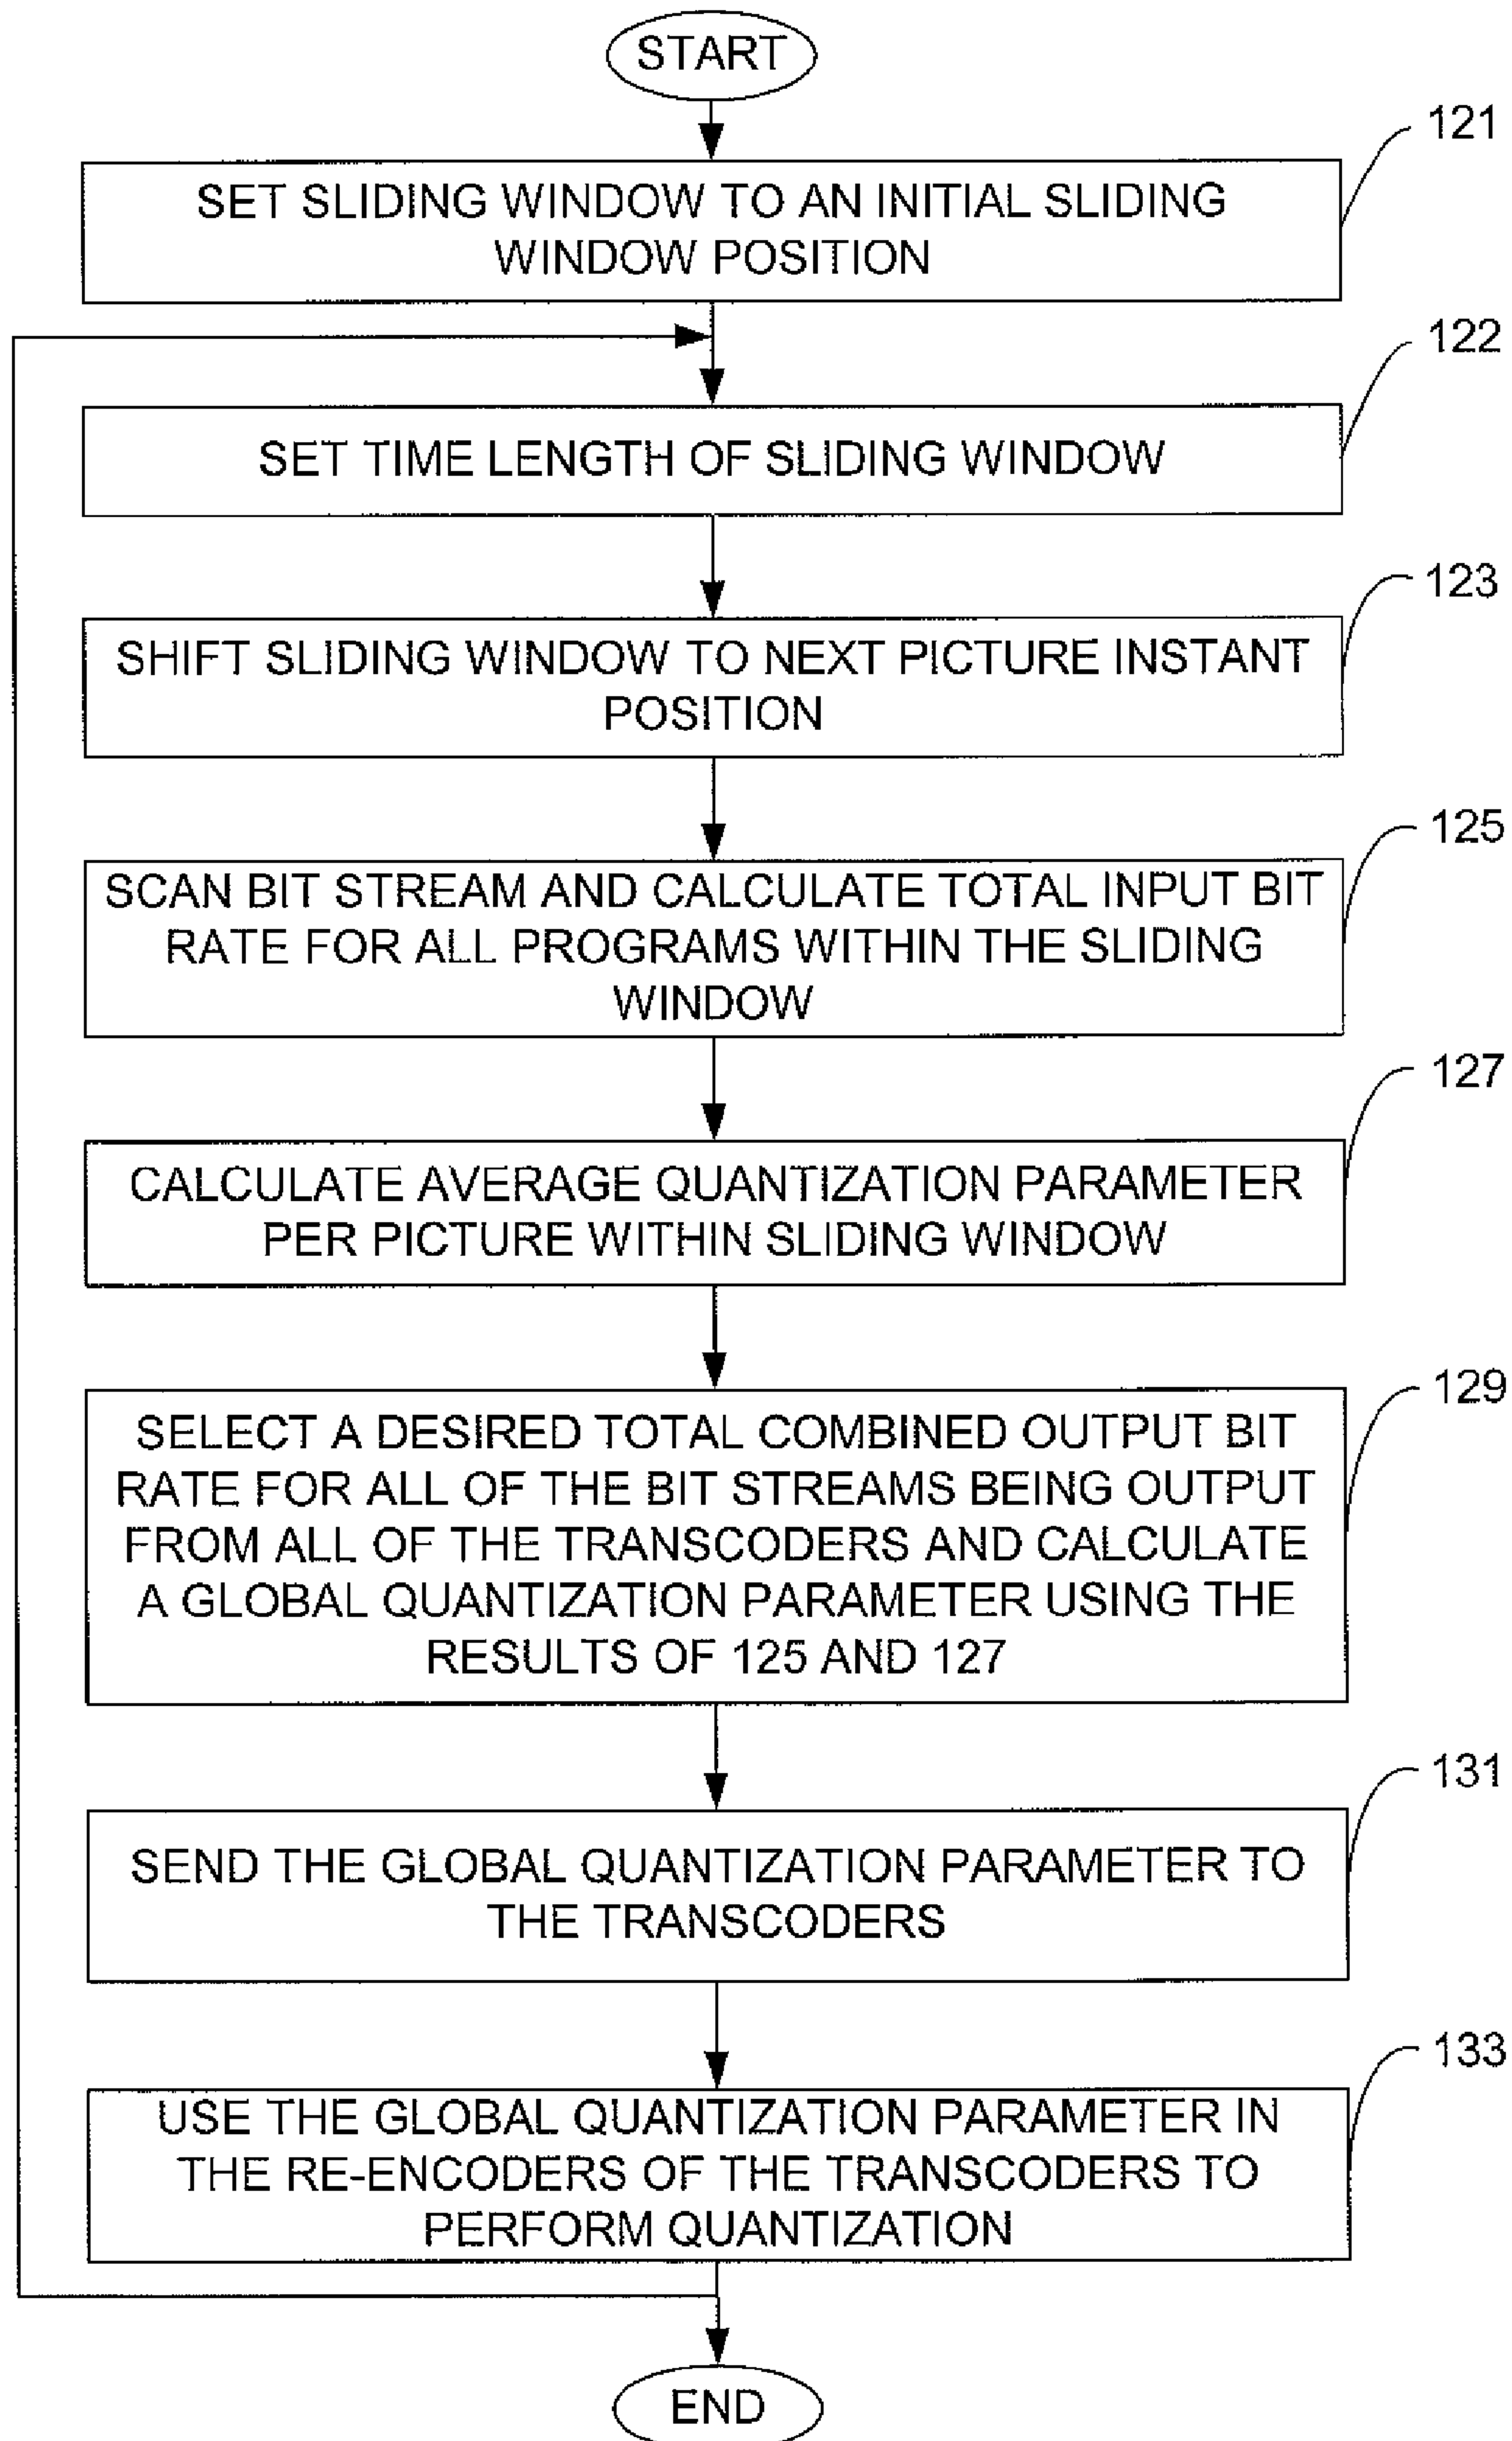 START
121
SET SLIDING WINDOW TO AN INITIAL SLIDING
WINDOW POSITION
122
SET TIME LENGTH OF SLIDING WINDOW
123
SHIFT SLIDING WINDOW TO NEXT PICTURE INSTANT
POSITION
125
SCAN BIT STREAM AND CALCULATE TOTAL INPUT BIT
RATE FOR ALL PROGRAMS WITHIN THE SLIDING
WINDOW
127
CALCULATE AVERAGE QUANTIZATION PARAMETER
PER PICTURE WITHIN SLIDING WINDOW
129
SELECT A DESIRED TOTAL COMBINED OUTPUT BIT
RATE FOR ALL OF THE BIT STREAMS BEING OUTPUT
FROM ALL OF THE TRANSCODERS AND CALCULATE
A GLOBAL QUANTIZATION PARAMETER USING THE
RESULTS OF 125 AND 127
131
SEND THE GLOBAL QUANTIZATION PARAMETER TO
THE TRANSCODERS
133
USE THE GLOBAL QUANTIZATION PARAMETER IN
THE RE-ENCODERS OF THE TRANSCODERS TO
PERFORM QUANTIZATION
END